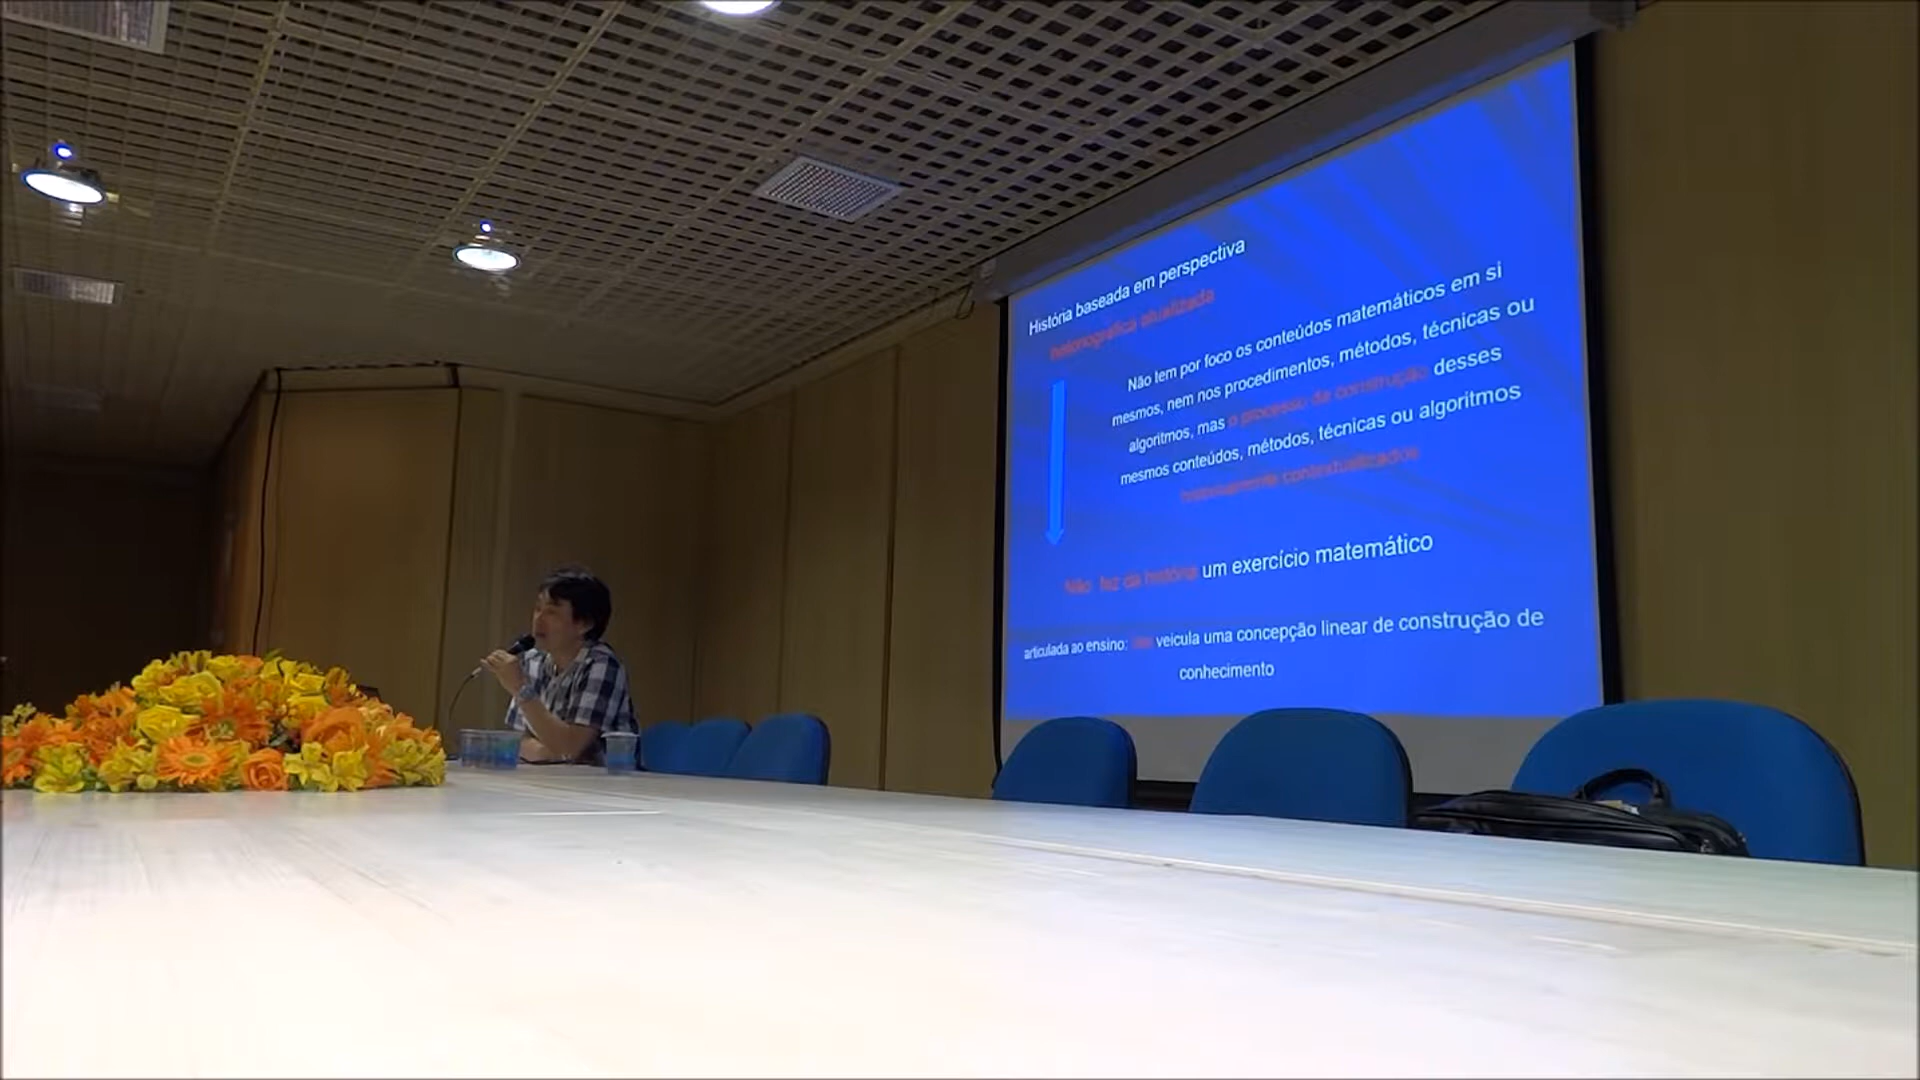 História baseada em perspectiva
historiográfica atualizada
Não tem por foco os conteúdos matemáticos em si
mesmos, nem nos procedimentos, métodos, técnicas ou
algoritmos, mas o processo de construção desses
mesmos conteúdos, métodos, técnicas ou algoritmos
historicamente contextualizados
Não faz da história um exercício matemático
articulada ao ensino: veicula uma concepção linear de construção de
conhecimento